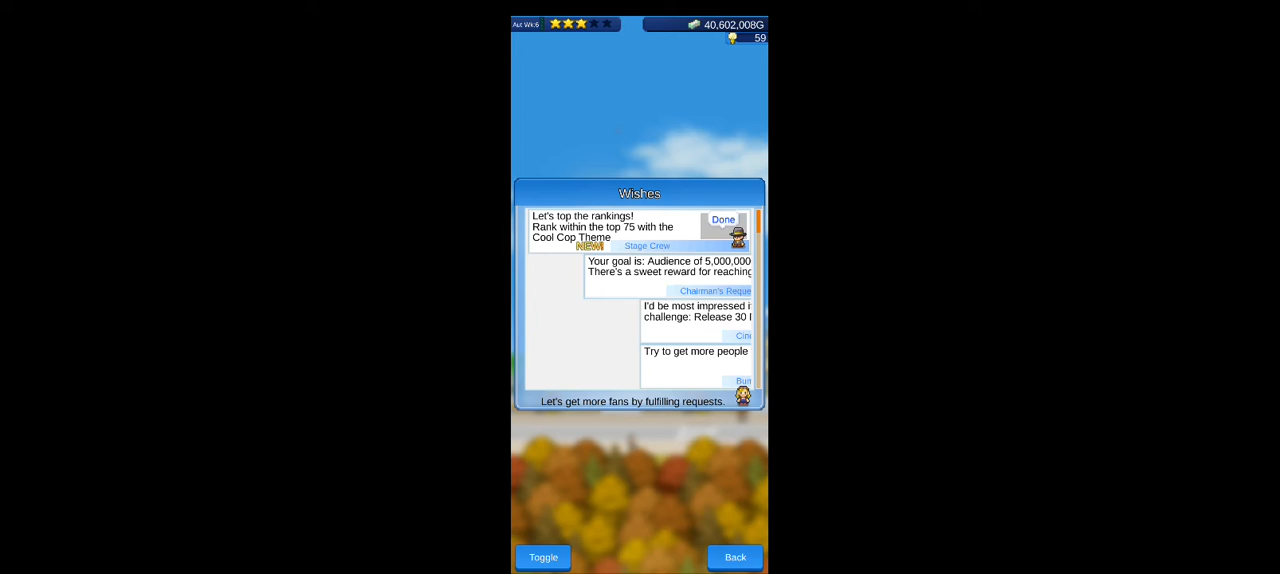 Aut Wk:6
40,602,008G
59
Wishes
Let's top the rankings!
Rank within the top 75 with the
Cool Cop Theme
Done
NEW!
Stage Crew
Your goal is: Audience of 5,000,000
There's a sweet reward for reaching
Chairman's Reque
I'd be most impressed i
challenge: Release 30
Cin
Try to get more people
Bur
Let's get more fans by fulfilling requests.
Toggle
Back